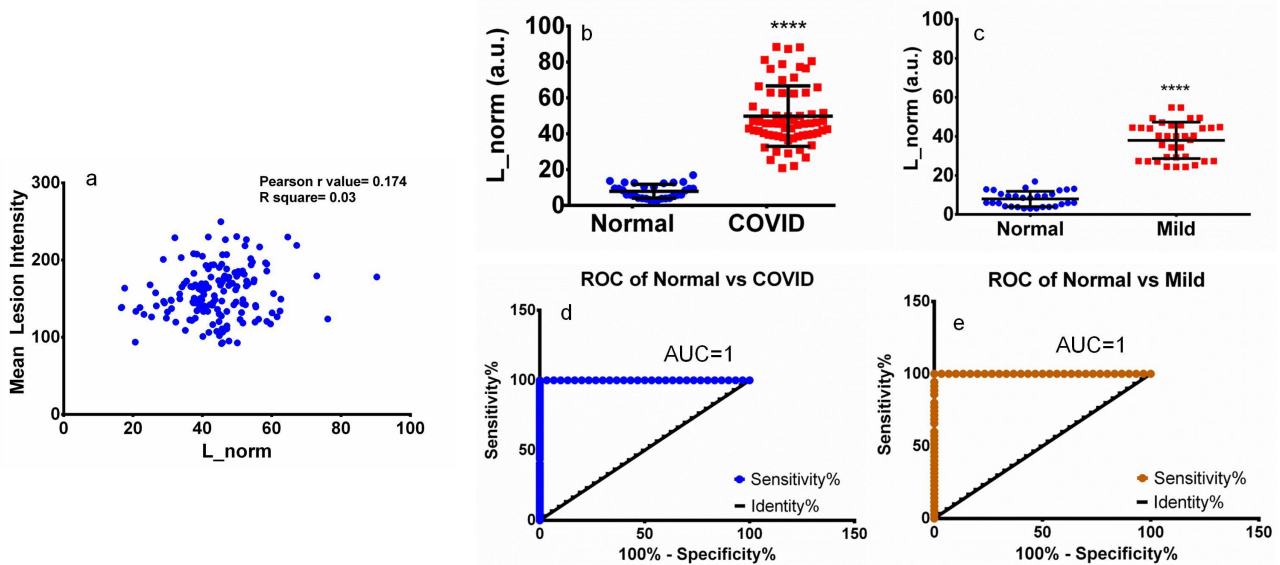 a
Pearson r value= 0.174
R square= 0.03
Mean Lesion Intensity
300
200
100
0
0 20 40 60 80 100
L_norm
b
****
L_norm (a.u.)
100
80
60
40
20
0
Normal COVID
c
****
L_norm (a.u.)
100
80
60
40
20
0
Normal Mild
ROC of Normal vs COVID
d
AUC=1
Sensitivity%
150
100
50
0
Sensitivity%
Identity%
0 50 100 150
100% - Specificity%
ROC of Normal vs Mild
e
AUC=1
Sensitivity%
150
100
50
0
Sensitivity%
Identity%
0 50 100 150
100% - Specificity%